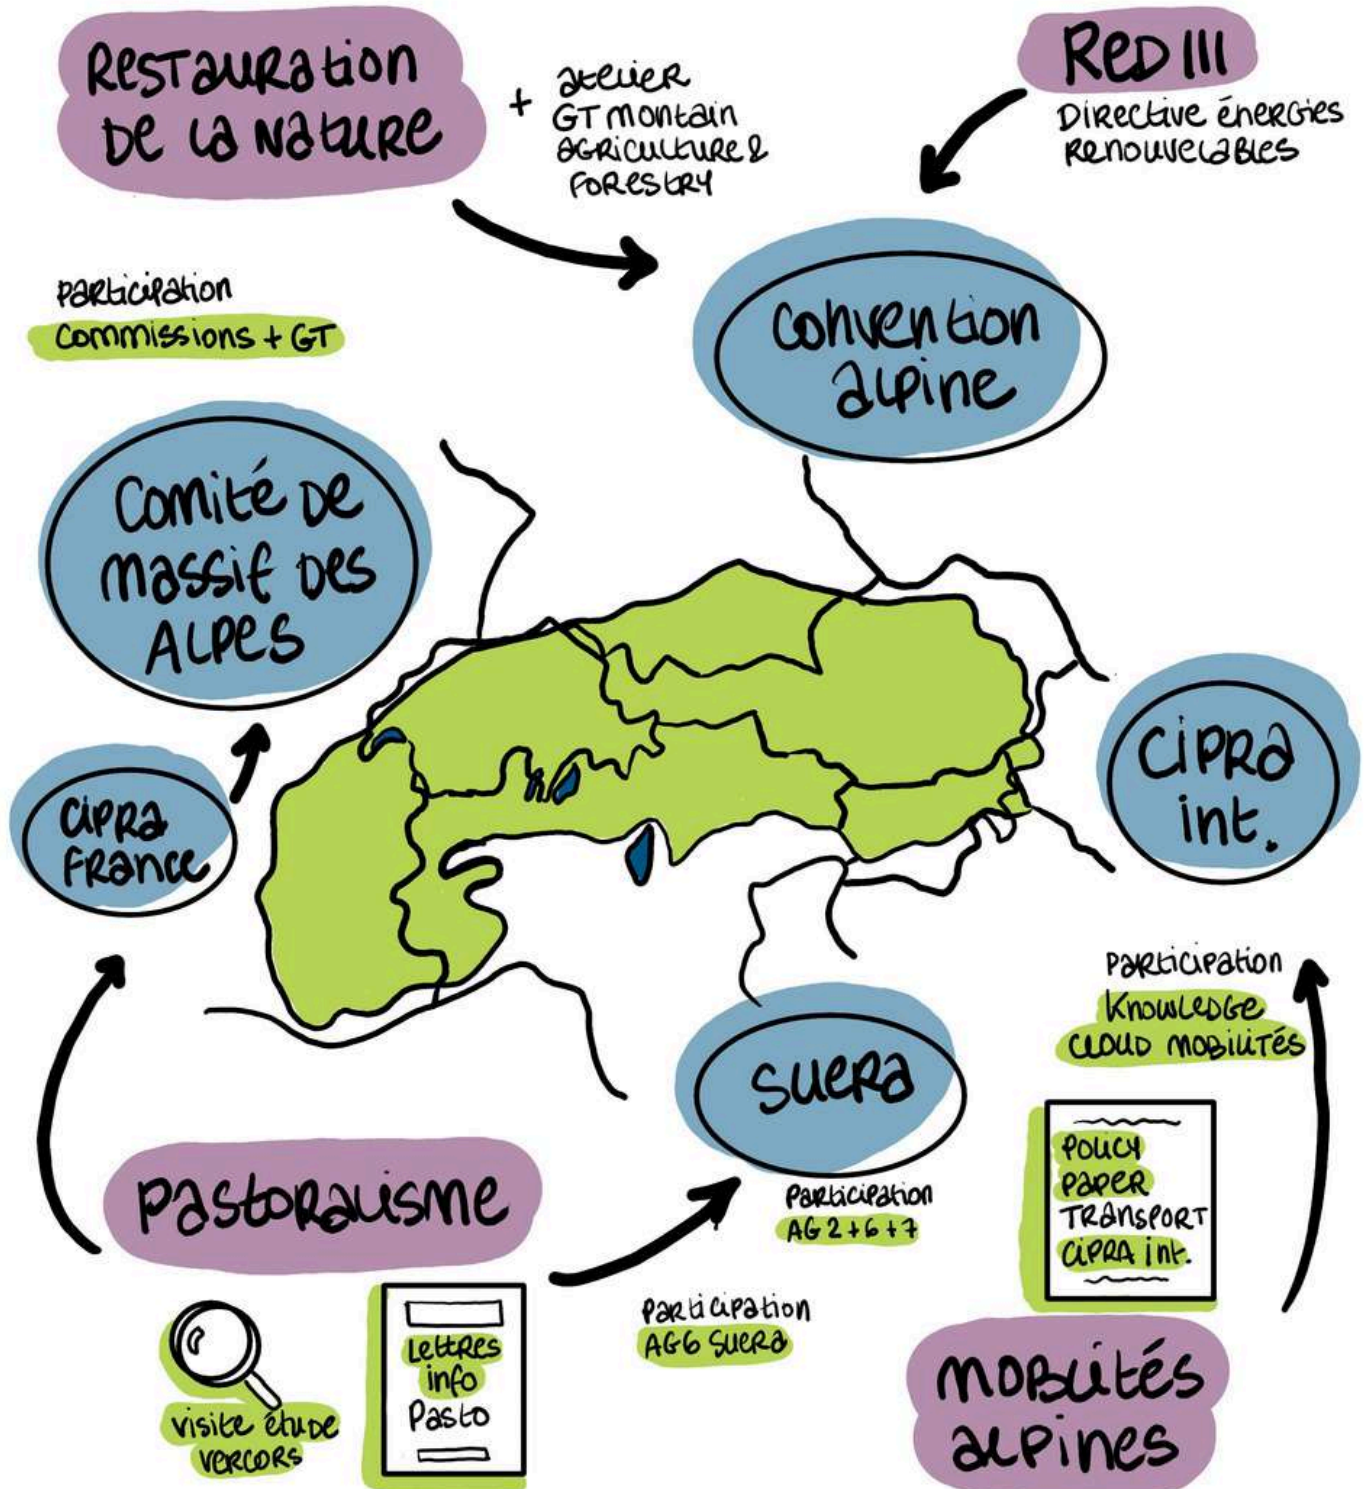 Restauration
de la Nature
+ atelier
GT montain
agriculture &
forestry
RED III
Directive énergies
renouvelables
participation
commissions + GT
Convention
alpine
Comité de
massif des
Alpes
CIPRA
France
CIPRA
int.
Participation
Knowledge
cloud mobilités
SUERA
Participation
AG 2+6+7
Pastoralisme
Participation
AG6 SUERA
Policy
paper
Transport
CIPRA int.
Lettres
info
Pasto
visite étude
vercors
mobilités
alpines